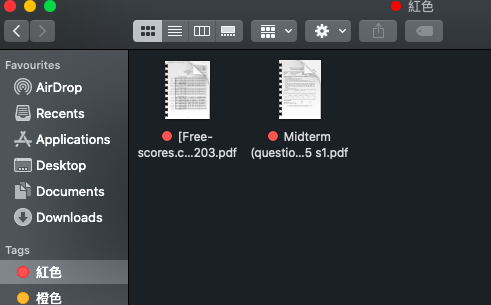 紅色
Favourites
AirDrop
Recents
Applications
Desktop
Documents
Downloads
Tags
紅色
橙色
[Free-
scores.c...203.pdf
Midterm
(questio...5 s1.pdf